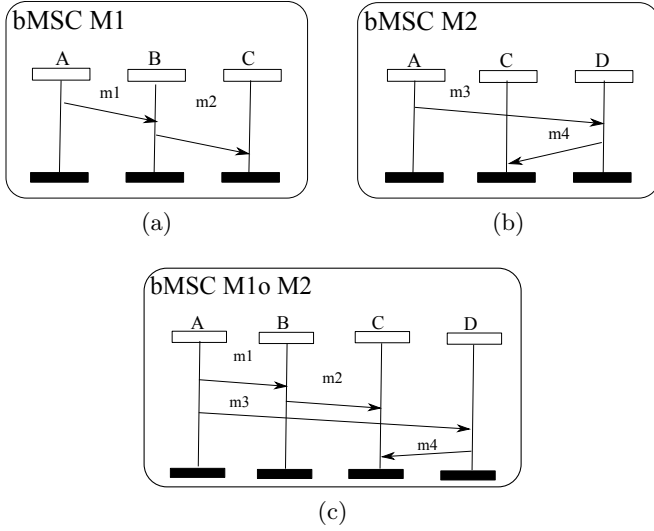 bMSC M1
A B C
m1 m2
(a)
bMSC M2
A C D
m3
m4
(b)
bMSC M1o M2
A B C D
m1
m2
m3
m4
(c)